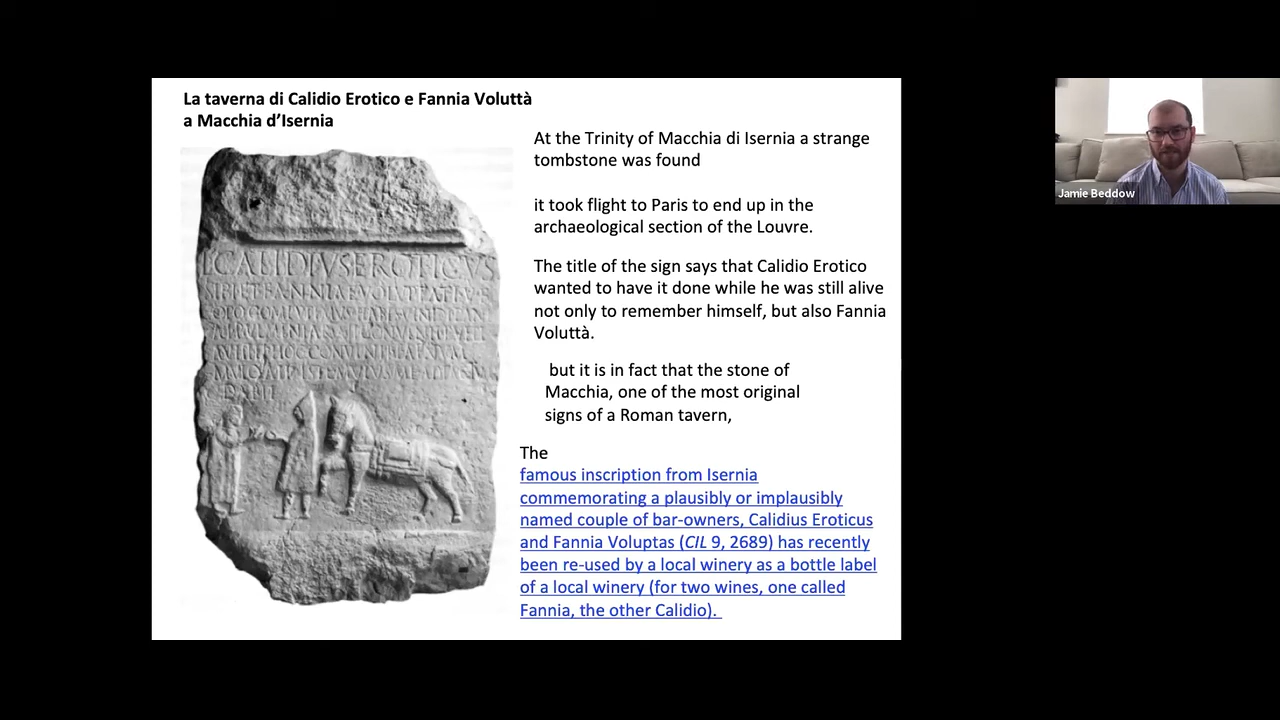 La taverna di Calidio Erotico e Fannia Voluttà
a Macchia d'Isernia
At the Trinity of Macchia di Isernia a strange
tombstone was found
it took flight to Paris to end up in the
archaeological section of the Louvre.
The title of the sign says that Calidio Erotico
wanted to have it done while he was still alive
not only to remember himself, but also Fannia
Voluttà.
but it is in fact that the stone of
Macchia, one of the most original
signs of a Roman tavern,
The
famous inscription from Isernia
commemorating a plausibly or implausibly
named couple of bar-owners, Calidius Eroticus
and Fannia Voluptas (CIL 9, 2689) has recently
been re-used by a local winery as a bottle label
of a local winery (for two wines, one called
Fannia, the other Calidio).
CALIDIVS EROTICVS
Jamie Beddow